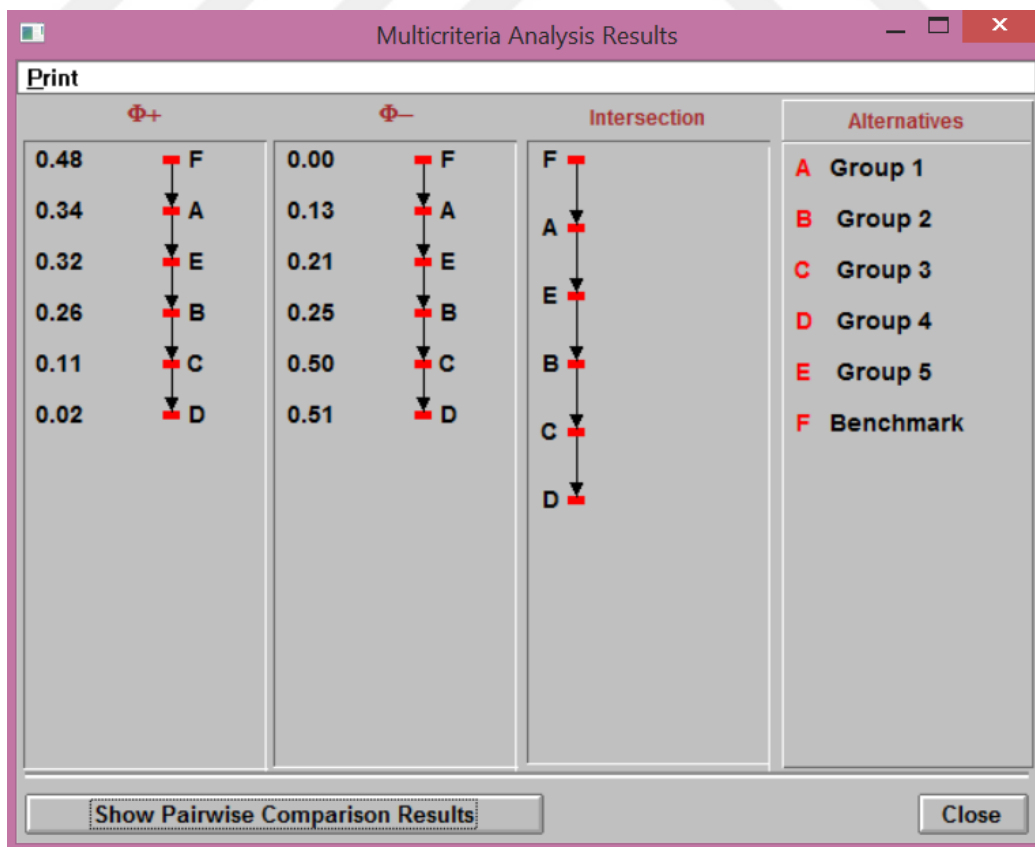 Multicriteria Analysis Results
Print
Φ+ Φ− Intersection Alternatives
0.48 F 0.00 F F A Group 1
0.34 A 0.13 A A B Group 2
0.32 E 0.21 E E C Group 3
0.26 B 0.25 B B D Group 4
0.11 C 0.50 C C E Group 5
0.02 D 0.51 D D F Benchmark
Show Pairwise Comparison Results Close